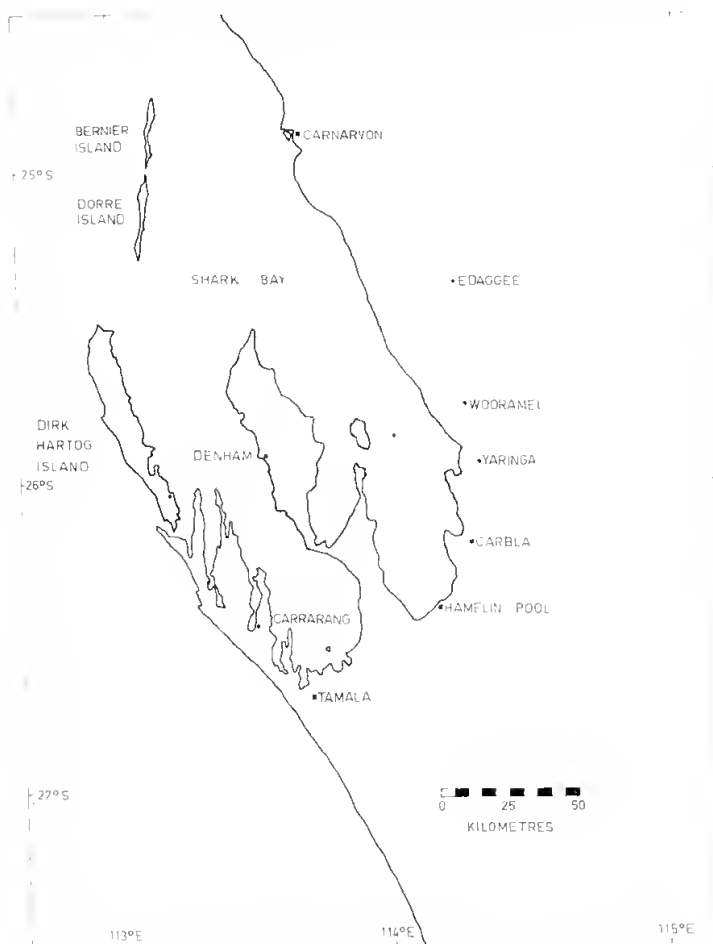 BERNIER
ISLAND
CARNARVON
25°S
DORRE
ISLAND
SHARK BAY
EDAGGEE
WOORAMEL
DIRK
HARTOG
ISLAND
DENHAM
YARINGA
26°S
CARBLA
HAMELIN POOL
CARRARANG
TAMALA
27°S
0 25 50
KILOMETRES
113°E 114°E 115°E